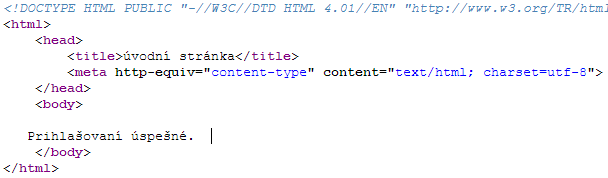 <!DOCTYPE HTML PUBLIC "-//W3C//DTD HTML 4.01//EN" "http://www.w3.org/TR/html
<html>
<head>
<title>úvodní stránka</title>
<meta http-equiv="content-type" content="text/html; charset=utf-8">
</head>
<body>
Prihlašovaní úspešné.
</body>
</html>